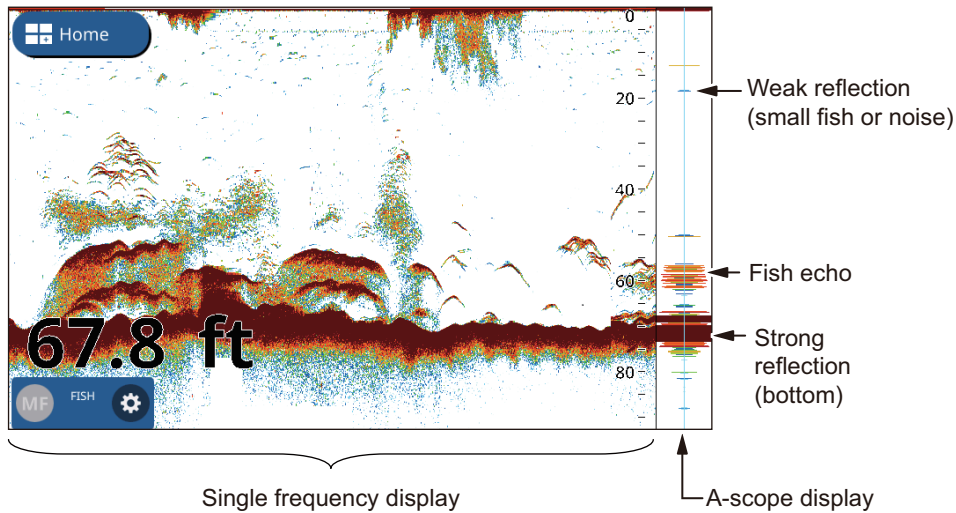 Home
0
20
40
60
80
67.8 ft
MF
FISH
Weak reflection
(small fish or noise)
Fish echo
Strong
reflection
(bottom)
Single frequency display
A-scope display